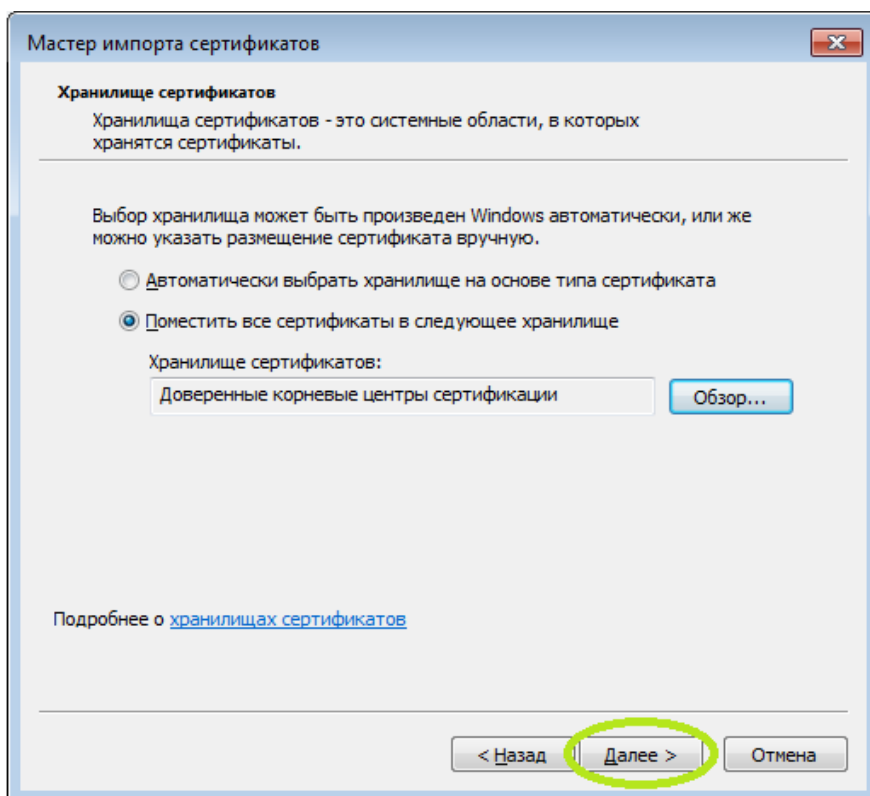 Мастер импорта сертификатов
Хранилище сертификатов
Хранилища сертификатов - это системные области, в которых
хранятся сертификаты.
Выбор хранилища может быть произведен Windows автоматически, или же
можно указать размещение сертификата вручную.
Автоматически выбрать хранилище на основе типа сертификата
Поместить все сертификаты в следующее хранилище
Хранилище сертификатов:
Доверенные корневые центры сертификации
Обзор...
Подробнее о хранилищах сертификатов
< Назад
Далее >
Отмена